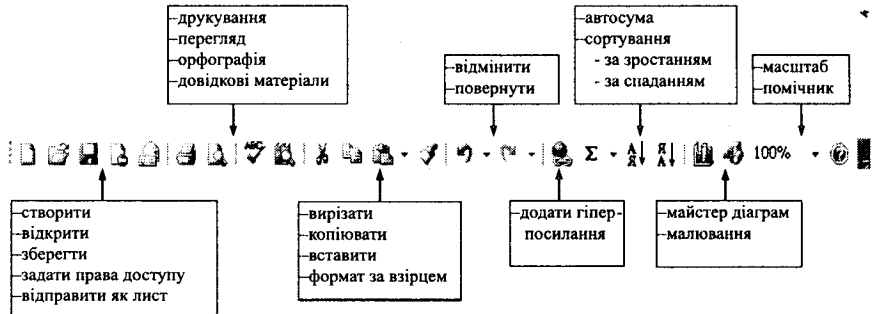 друкування
перегляд
орфографія
довідкові матеріали
відмінити
повернути
автосума
сортування
- за зростанням
- за спаданням
масштаб
помічник
ABC
Σ
А
Я
Я
А
100%
створити
відкрити
зберегти
задати права доступу
відправити як лист
вирізати
копіювати
вставити
формат за взірцем
додати гіпер-
посилання
майстер діаграм
малювання